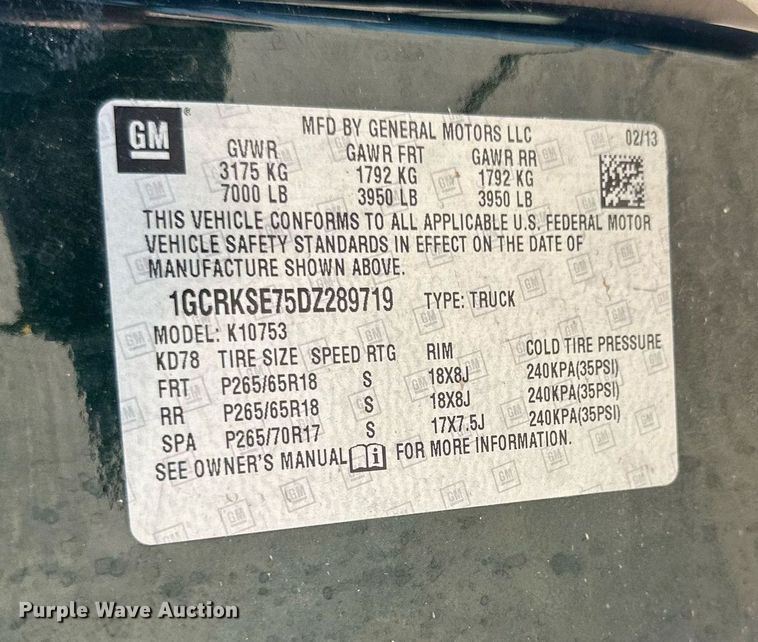 GM
MFD BY GENERAL MOTORS LLC 02/13
GVWR GAWR FRT GAWR RR
3175 KG 1792 KG 1792 KG
7000 LB 3950 LB 3950 LB
THIS VEHICLE CONFORMS TO ALL APPLICABLE U.S. FEDERAL MOTOR
VEHICLE SAFETY STANDARDS IN EFFECT ON THE DATE OF
MANUFACTURE SHOWN ABOVE.
1GCRKSE75DZ289719 TYPE: TRUCK
MODEL: K10753
KD78 TIRE SIZE SPEED RTG RIM COLD TIRE PRESSURE
FRT P265/65R18 S 18X8J 240KPA(35PSI)
RR P265/65R18 S 18X8J 240KPA(35PSI)
SPA P265/70R17 S 17X7.5J 240KPA(35PSI)
SEE OWNER'S MANUAL i FOR MORE INFORMATION.
Purple Wave Auction